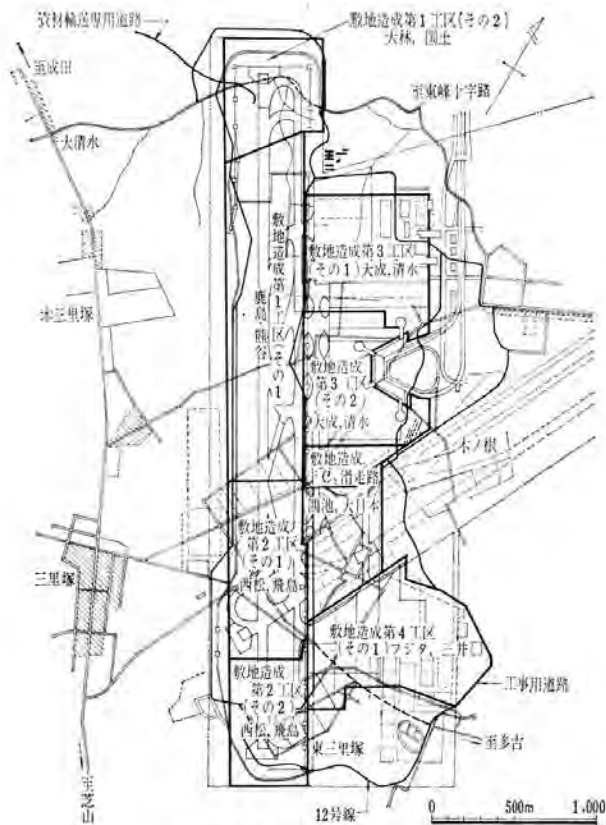 資材輸送専用道路
敷地造成第1工区(その2)
大林, 国土
至成田
至東峰十字路
大清水
敷地造成第3工区
(その1)大成,清水
敷地造成第1工区(その1
鹿島, 熊谷
本三里塚
敷地造成
第3工区
(その2)
大成,清水
木ノ根
敷地造成
C滑走路
鴻池,大日本
敷地造成
第2工区
(その1)
西松,飛島
三里塚
敷地造成第4工区
(その1)フジタ, 三井
敷地造成
第2工区
(その2)
西松,飛島
工事用道路
至多古
東三里塚
至芝山
12号線
0 500m 1,000